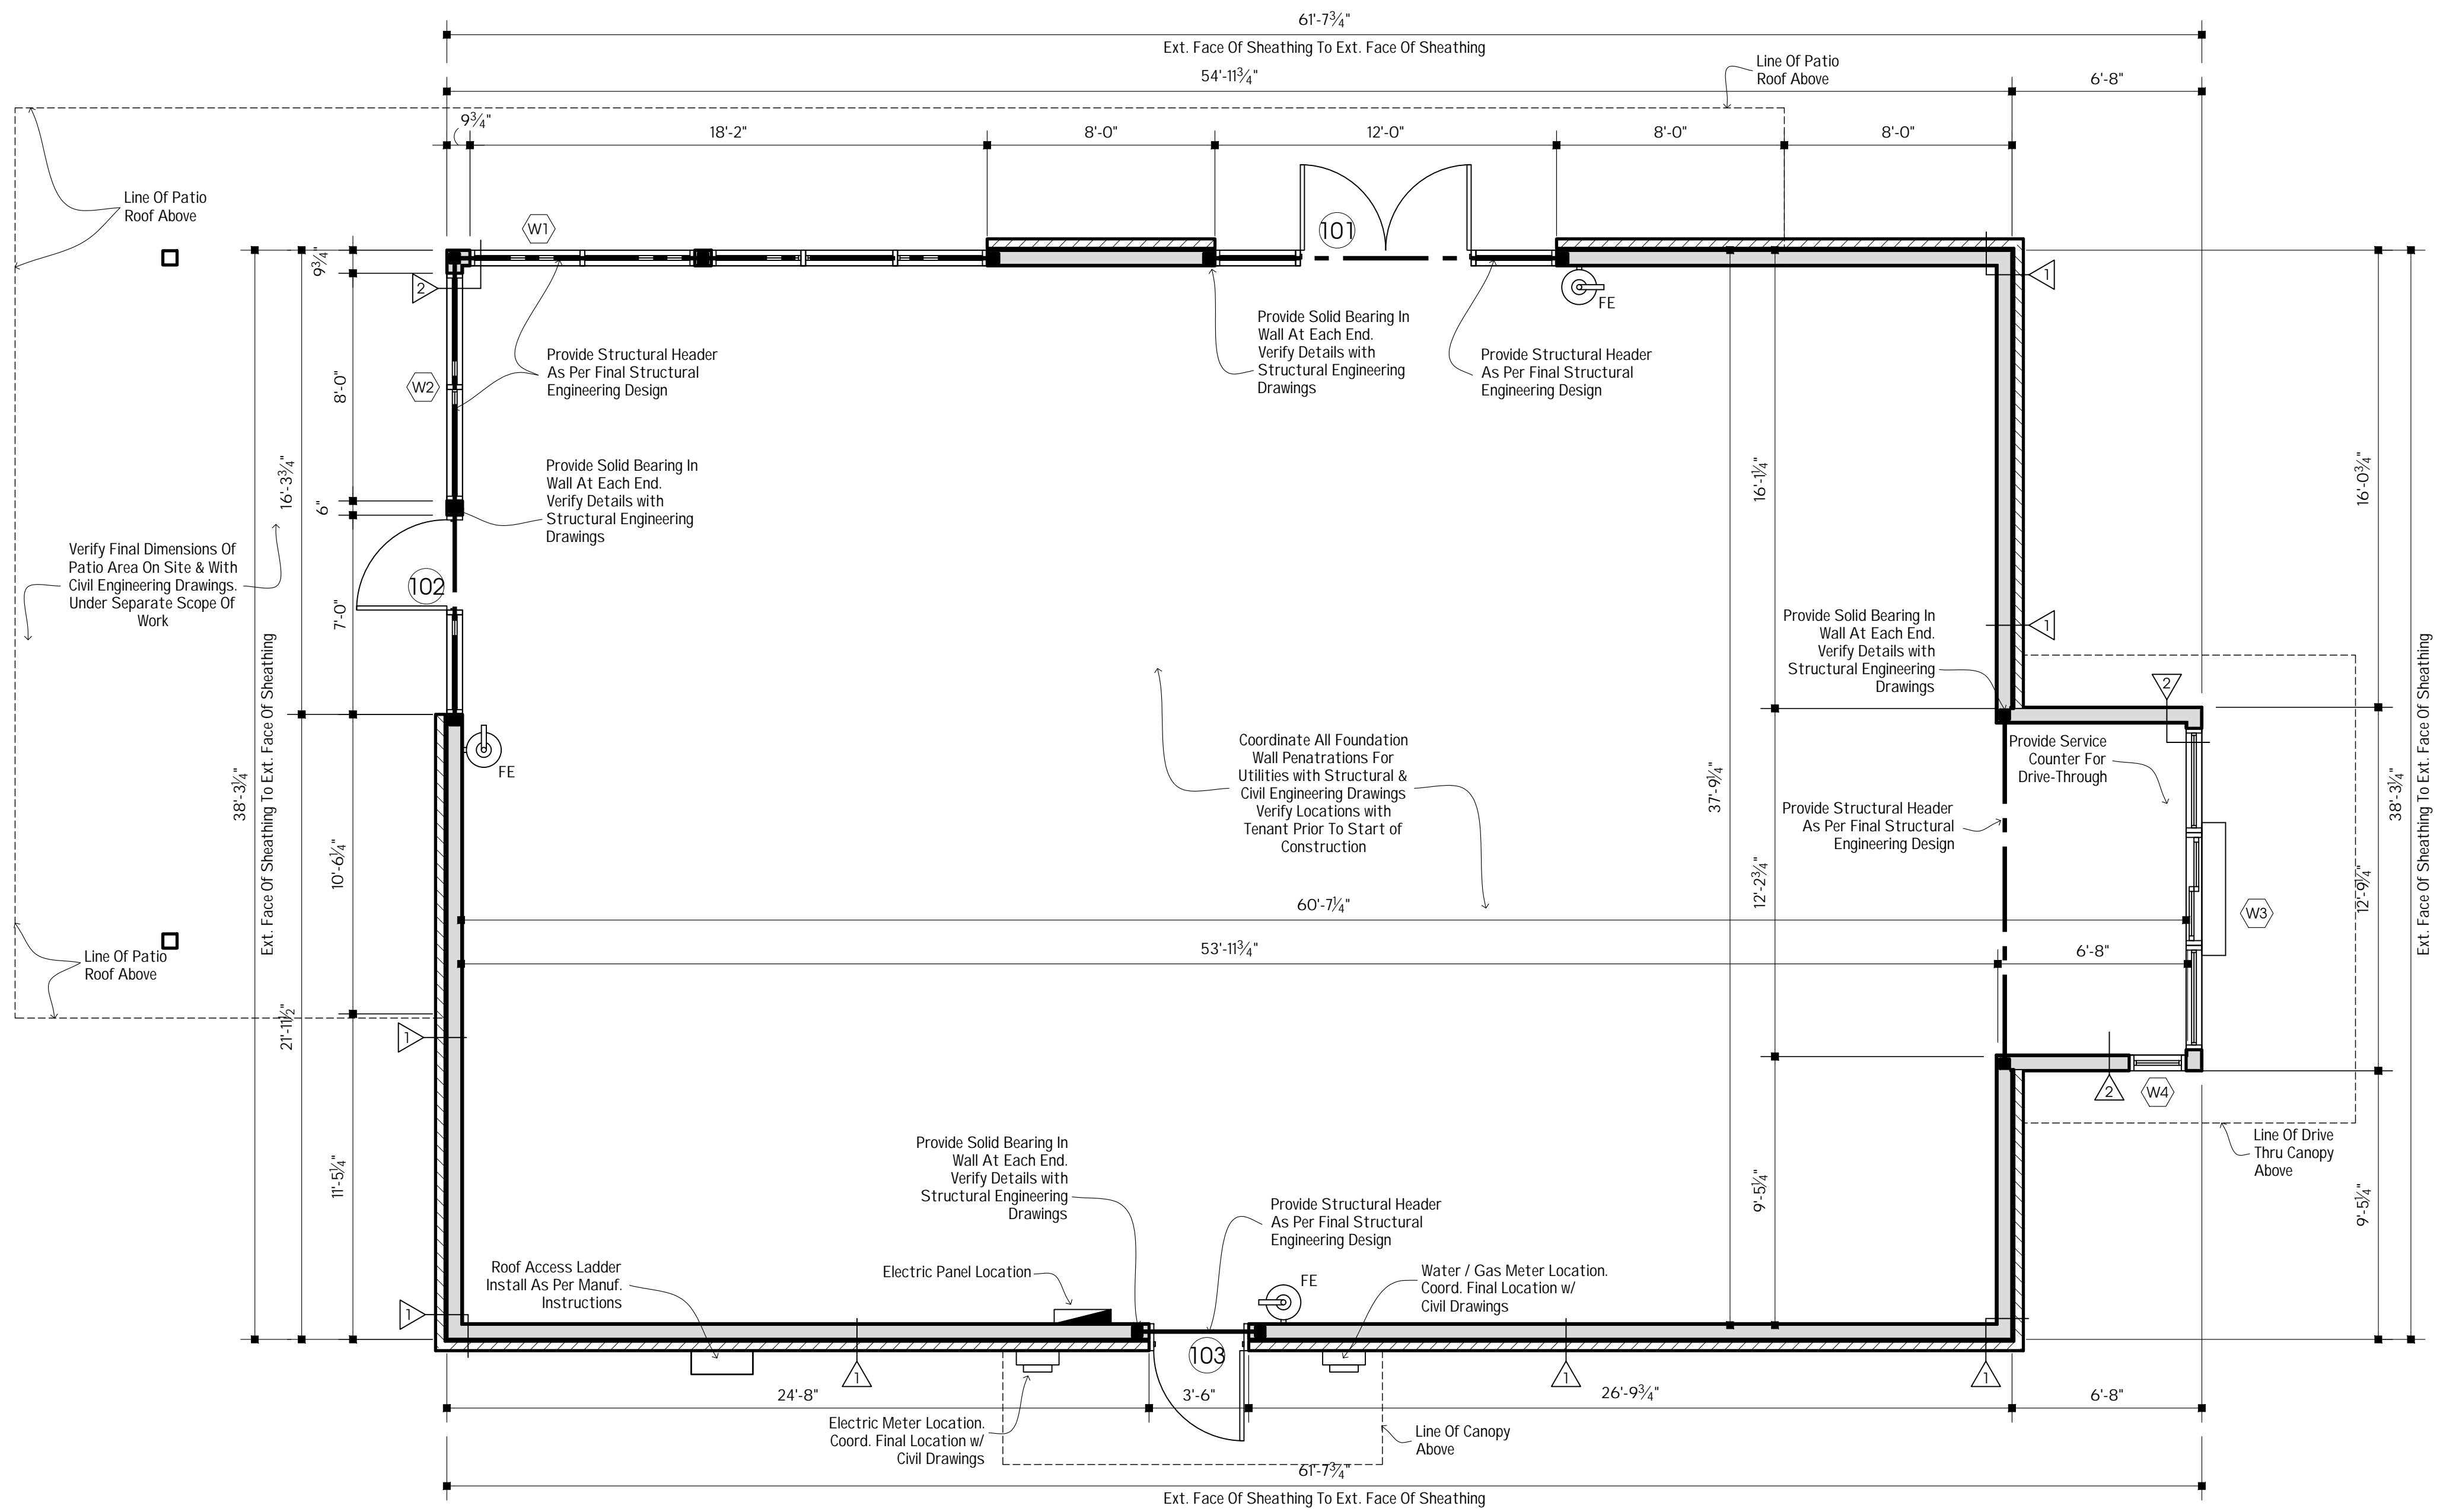 61'-7¾"
Ext. Face Of Sheathing To Ext. Face Of Sheathing
54'-11¾"
6'-8"
Line Of Patio
Roof Above
9¾"
18'-2"
8'-0"
12'-0"
8'-0"
8'-0"
Line Of Patio
Roof Above
W1
101
9¾"
2
1
FE
Provide Solid Bearing In
Wall At Each End.
Verify Details with
Structural Engineering
Drawings
Provide Structural Header
As Per Final Structural
Engineering Design
Provide Structural Header
As Per Final Structural
Engineering Design
W2
8'-0"
16'-3¾"
6"
Provide Solid Bearing In
Wall At Each End.
Verify Details with
Structural Engineering
Drawings
16'-1¼"
16'-0¾"
Verify Final Dimensions Of
Patio Area On Site & With
Civil Engineering Drawings.
Under Separate Scope Of
Work
102
7'-0"
1
Provide Solid Bearing In
Wall At Each End.
Verify Details with
Structural Engineering
Drawings
2
38'-3¼"
Ext. Face Of Sheathing To Ext. Face Of Sheathing
FE
Coordinate All Foundation
Wall Penatrations For
Utilities with Structural &
Civil Engineering Drawings
Verify Locations with
Tenant Prior To Start of
Construction
37'-9¼"
Provide Service
Counter For
Drive-Through
Provide Structural Header
As Per Final Structural
Engineering Design
38'-3¼"
Ext. Face Of Sheathing To Ext. Face Of Sheathing
10'-6¼"
12'-2¾"
12'-9¼"
W3
60'-7¼"
53'-11¾"
6'-8"
Line Of Patio
Roof Above
21'-11½"
1
2
W4
Line Of Drive
Thru Canopy
Above
11'-5¼"
9'-5¼"
9'-5¼"
Provide Solid Bearing In
Wall At Each End.
Verify Details with
Structural Engineering
Drawings
Provide Structural Header
As Per Final Structural
Engineering Design
Roof Access Ladder
Install As Per Manuf.
Instructions
Electric Panel Location
FE
Water / Gas Meter Location.
Coord. Final Location w/
Civil Drawings
1
103
1
1
1
24'-8"
3'-6"
26'-9¾"
6'-8"
Electric Meter Location.
Coord. Final Location w/
Civil Drawings
Line Of Canopy
Above
61'-7¾"
Ext. Face Of Sheathing To Ext. Face Of Sheathing